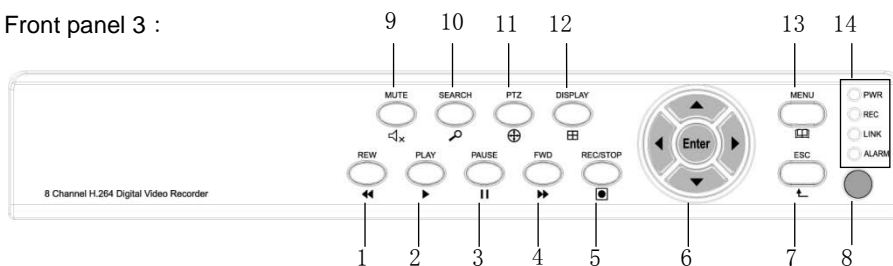 Front panel 3：
9 10 11 12 13 14
MUTE SEARCH PTZ DISPLAY MENU PWR
REC
LINK
ALARM
Enter
REW PLAY PAUSE FWD REC/STOP ESC
8 Channel H.264 Digital Video Recorder
1 2 3 4 5 6 7 8